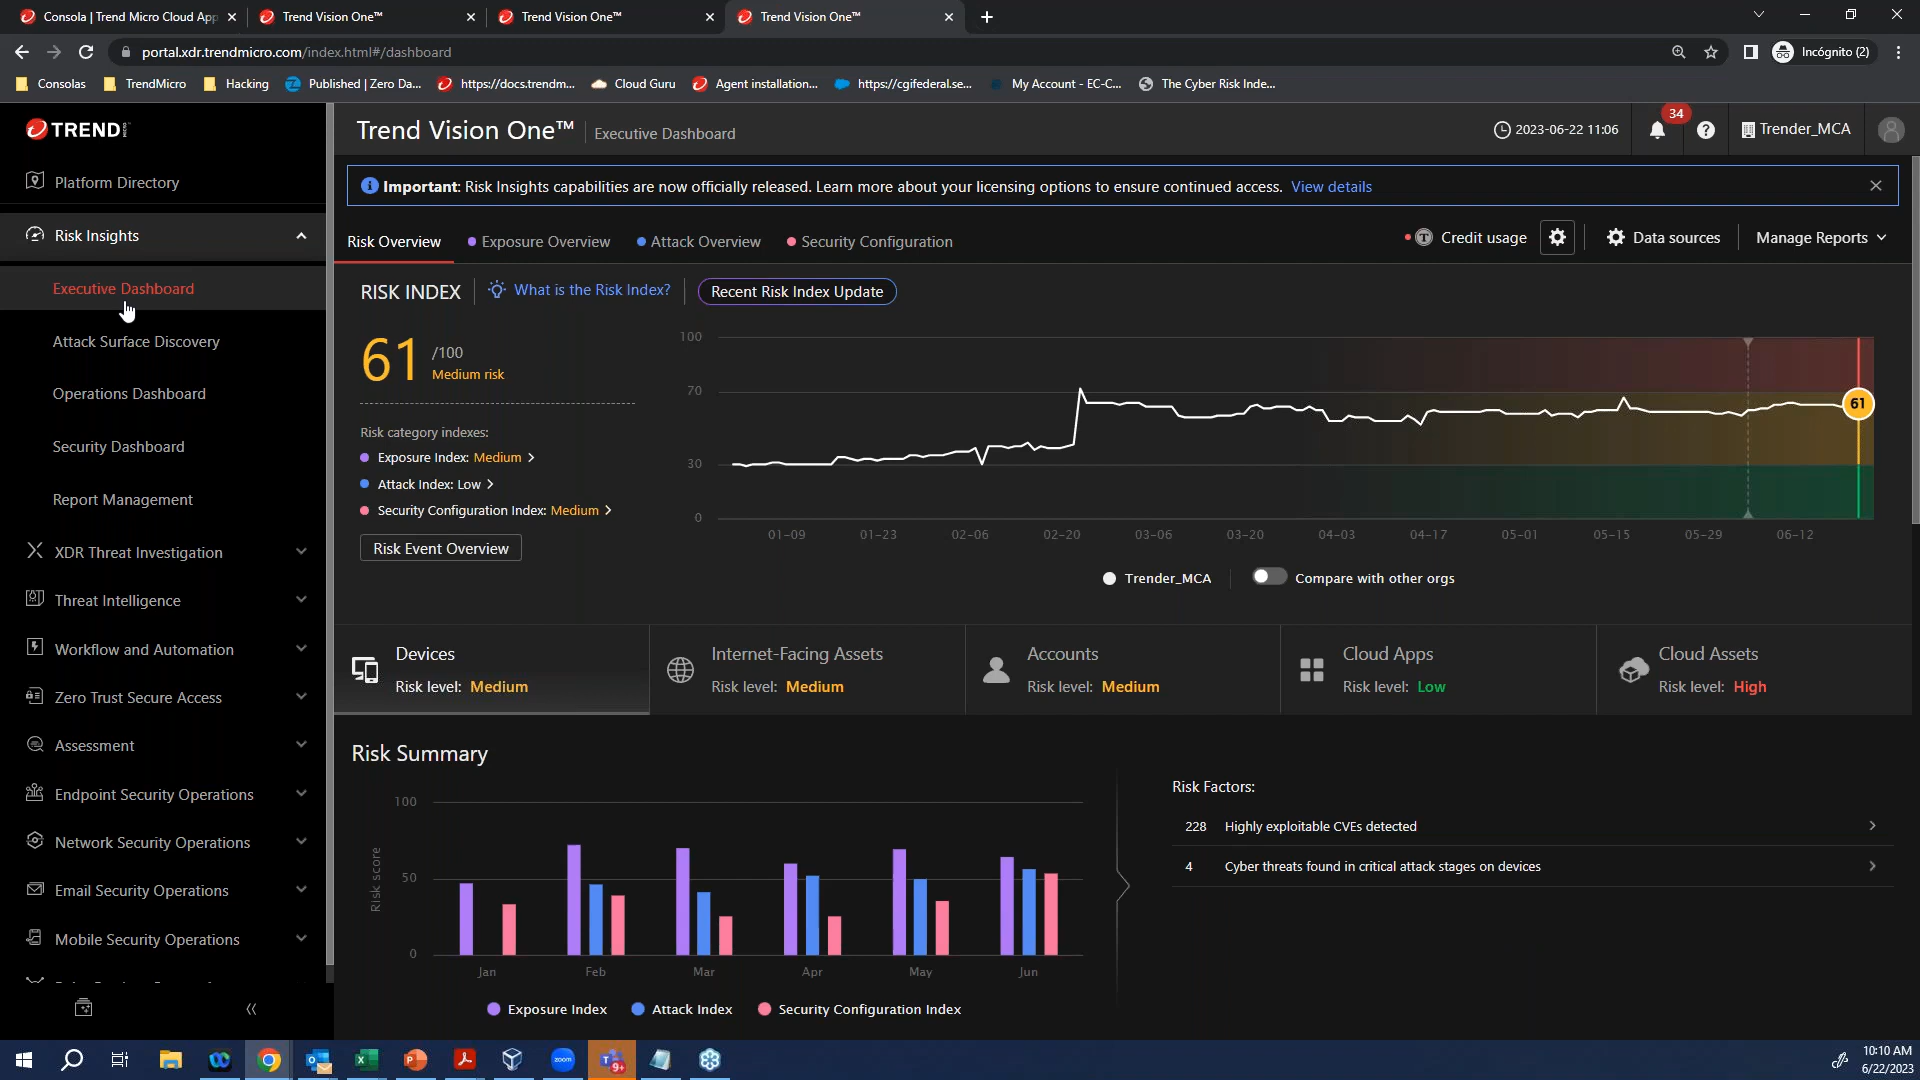 Consola | Trend Micro Cloud App
Trend Vision One™
Trend Vision One™
Trend Vision One™
portal.xdr.trendmicro.com/index.html#/dashboard
Incógnito (2)
Consolas
TrendMicro
Hacking
Published | Zero Da...
https://docs.trendm...
Cloud Guru
Agent installation...
https://cgifederal.se...
My Account - EC-C...
The Cyber Risk Inde...
TREND MICRO
Trend Vision One™
Executive Dashboard
2023-06-22 11:06
34
Trender_MCA
Platform Directory
Risk Insights
Executive Dashboard
Attack Surface Discovery
Operations Dashboard
Security Dashboard
Report Management
XDR Threat Investigation
Threat Intelligence
Workflow and Automation
Zero Trust Secure Access
Assessment
Endpoint Security Operations
Network Security Operations
Email Security Operations
Mobile Security Operations
Important: Risk Insights capabilities are now officially released. Learn more about your licensing options to ensure continued access. View details
Risk Overview
Exposure Overview
Attack Overview
Security Configuration
Credit usage
Data sources
Manage Reports
RISK INDEX
What is the Risk Index?
Recent Risk Index Update
61 /100
Medium risk
Risk category indexes:
Exposure Index: Medium >
Attack Index: Low >
Security Configuration Index: Medium >
Risk Event Overview
100
70
30
0
61
01-09 01-23 02-06 02-20 03-06 03-20 04-03 04-17 05-01 05-15 05-29 06-12
Trender_MCA
Compare with other orgs
Devices
Risk level: Medium
Internet-Facing Assets
Risk level: Medium
Accounts
Risk level: Medium
Cloud Apps
Risk level: Low
Cloud Assets
Risk level: High
Risk Summary
Risk score
100
50
0
Jan Feb Mar Apr May Jun
Exposure Index
Attack Index
Security Configuration Index
Risk Factors:
228 Highly exploitable CVEs detected
4 Cyber threats found in critical attack stages on devices
zoom
9+
10:10 AM
6/22/2023